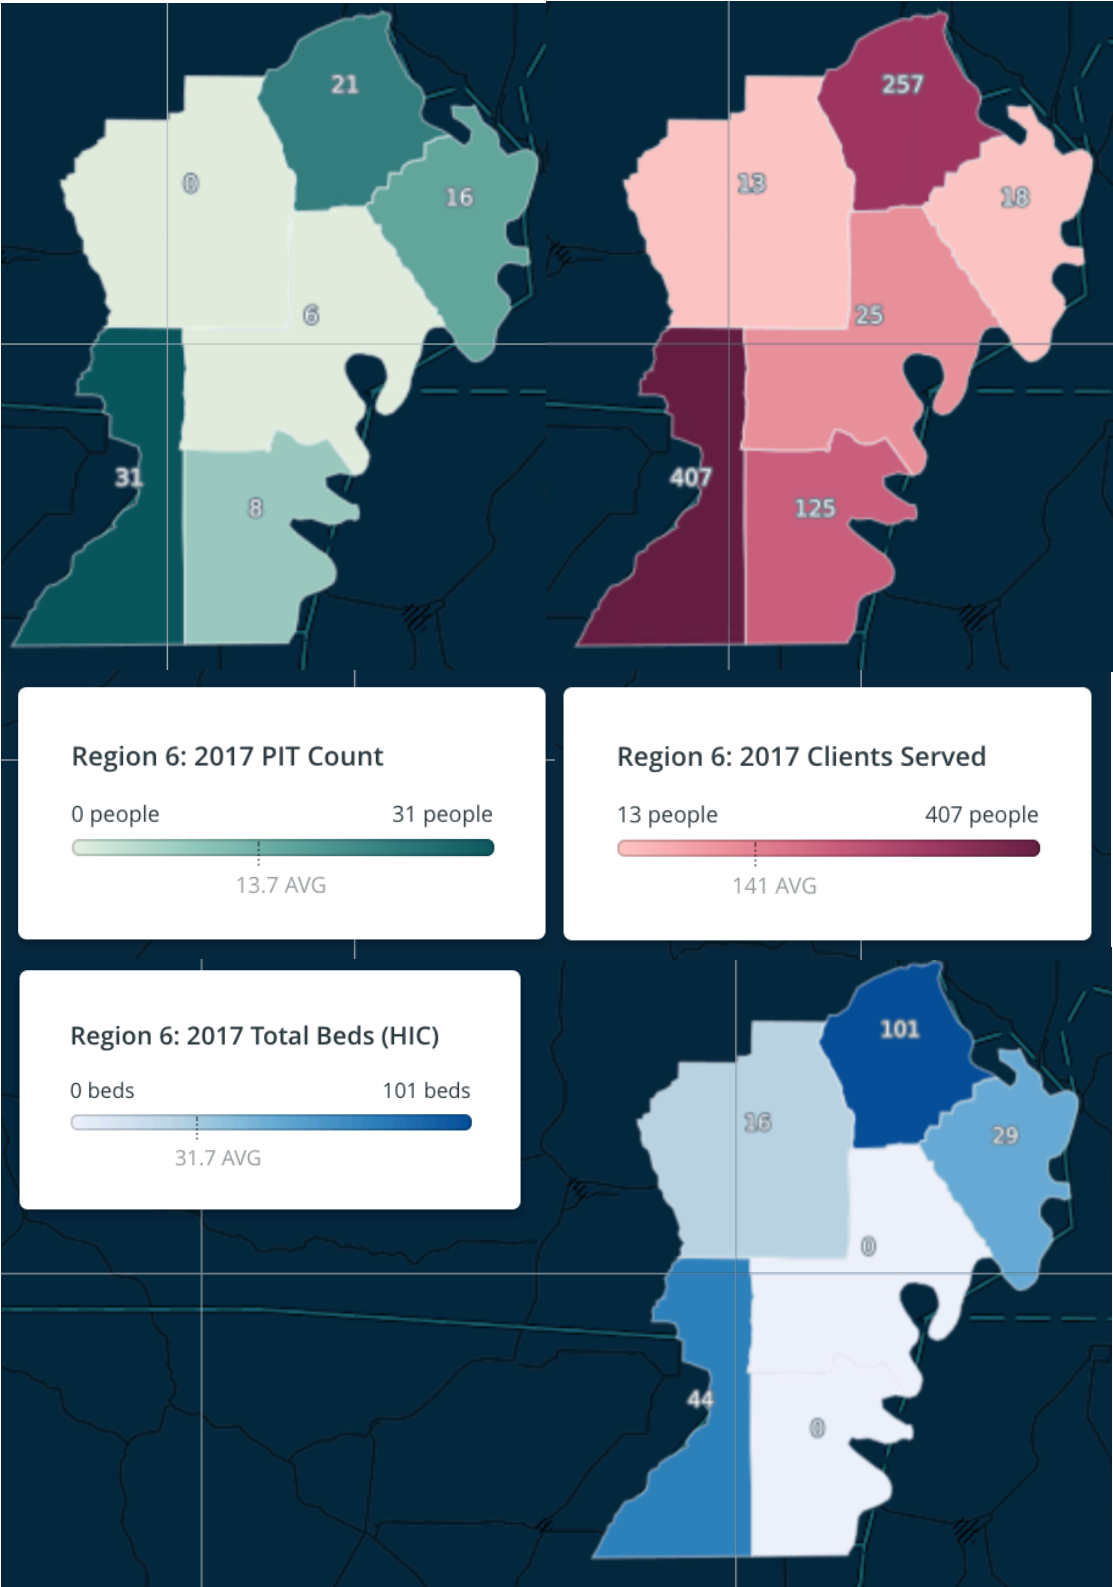 21
0
16
6
31
8
257
13
18
25
407
125
Region 6: 2017 PIT Count
0 people 31 people
13.7 AVG
Region 6: 2017 Clients Served
13 people 407 people
141 AVG
Region 6: 2017 Total Beds (HIC)
0 beds 101 beds
31.7 AVG
101
16
29
0
44
0